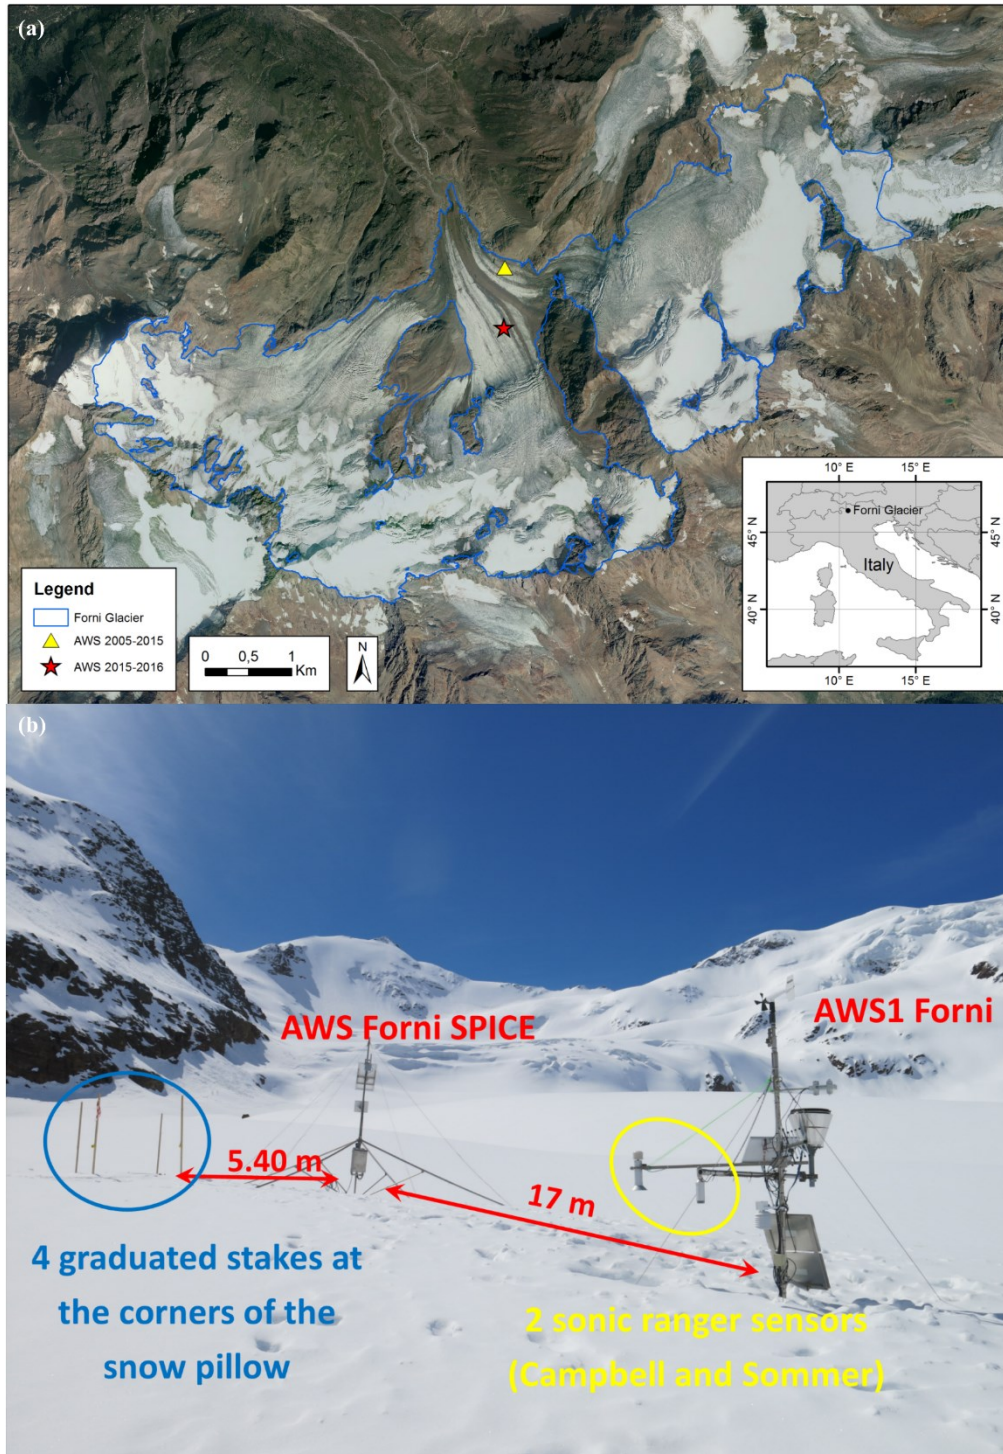 (a)
10° E 15° E
Forni Glacier
45° N
45° N
Italy
40° N
40° N
10° E 15° E
Legend
Forni Glacier
AWS 2005-2015
AWS 2015-2016
0 0,5 1
Km
N
(b)
AWS Forni SPICE
AWS1 Forni
5.40 m
17 m
4 graduated stakes at
the corners of the
snow pillow
2 sonic ranger sensors
(Campbell and Sommer)